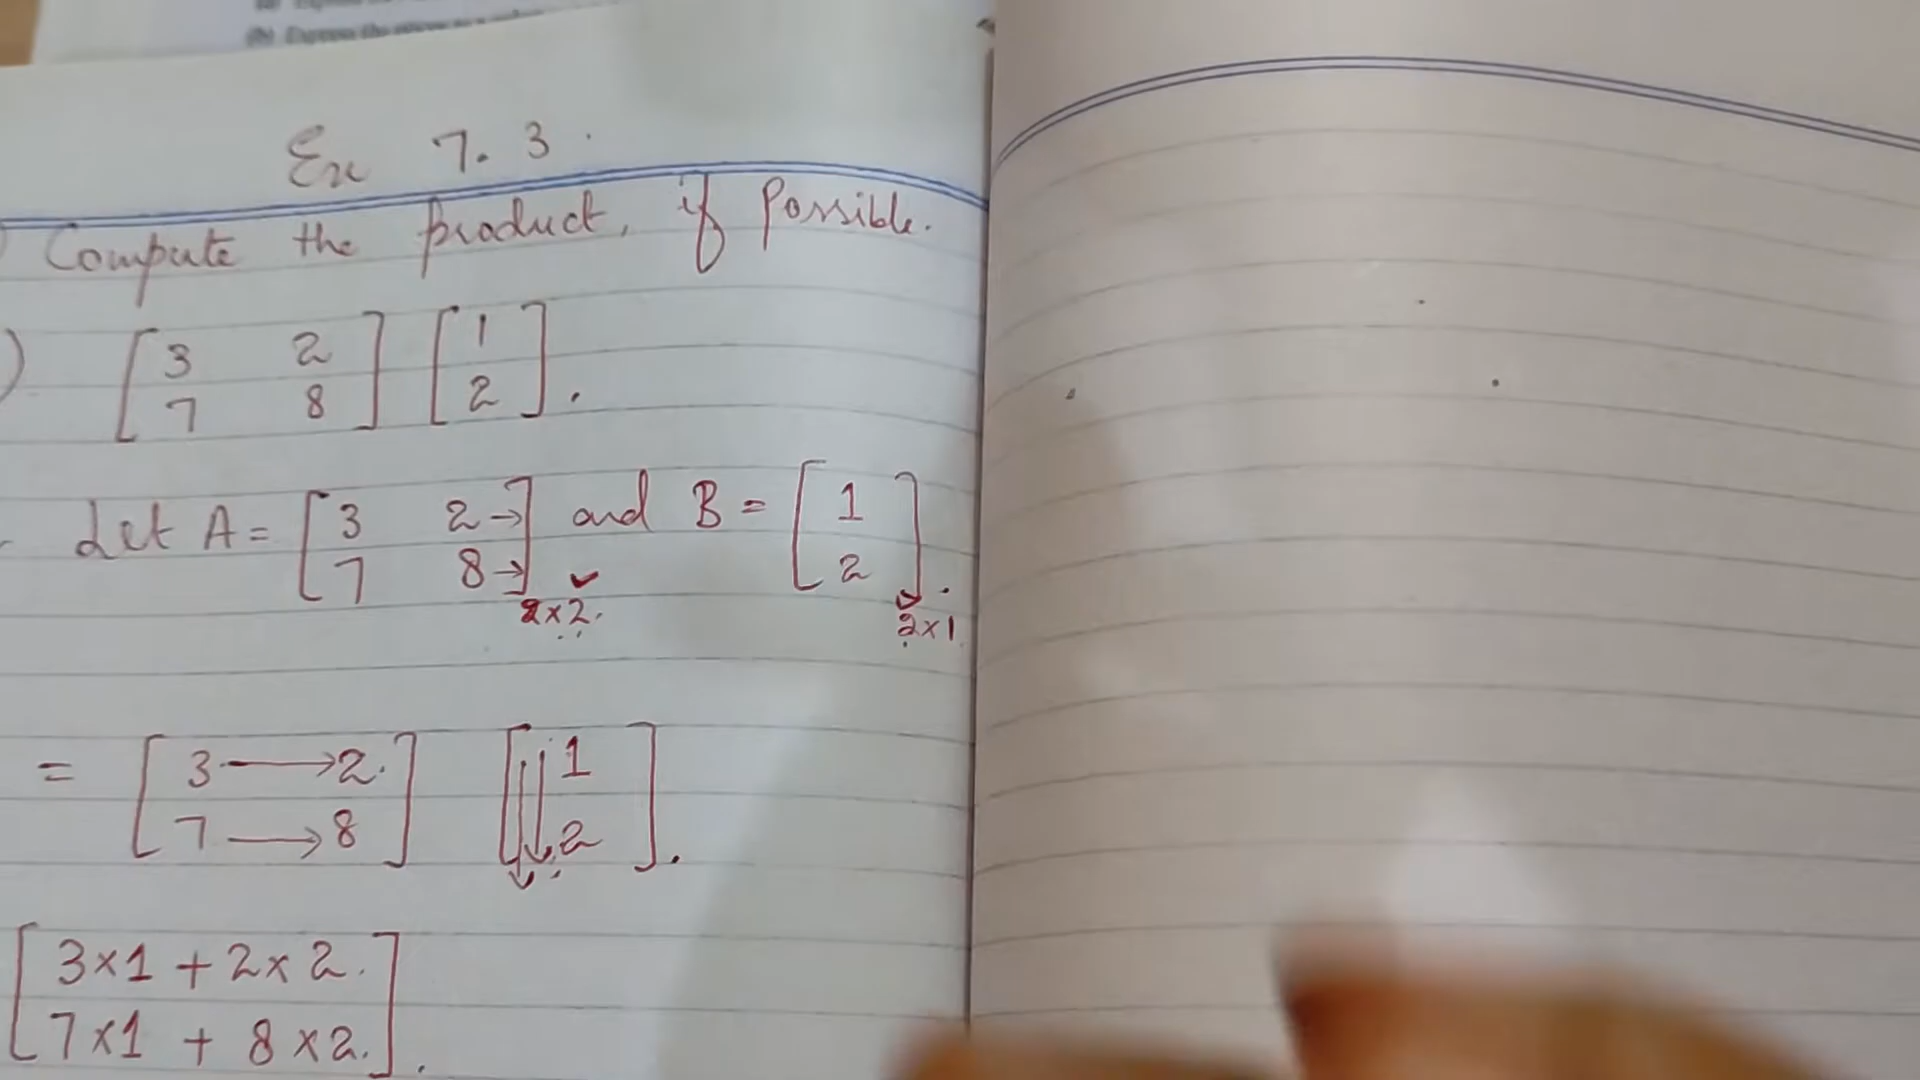 (b) Express the
Ex 7.3.
) Compute the product, if possible.
) [3 2 [1
7 8] 2].
Let A = [3 2→ and B = [1
7 8→] 2].
2×2. 2×1
= [3 → 2. [1
7 → 8] 2].
[3×1 + 2×2.
7×1 + 8×2.].